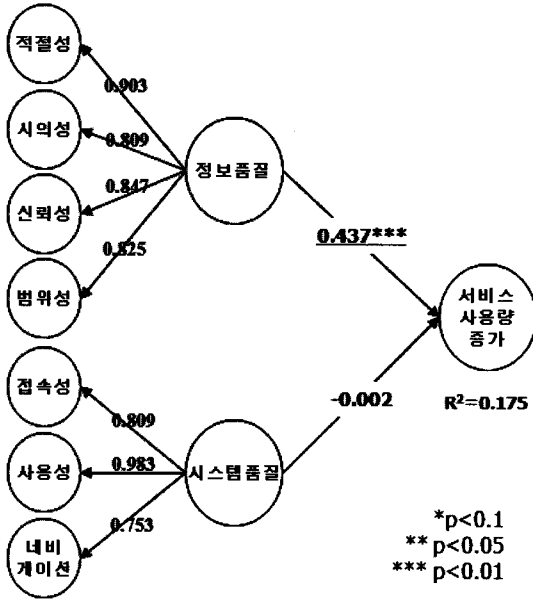 적절성
0.903
시의성
0.809
정보품질
신뢰성
0.847
0.437***
범위성
0.825
서비스
사용량
증가
접속성
0.809
-0.002
R²=0.175
사용성
0.983
시스템품질
네비
게이션
0.753
*p<0.1
** p<0.05
*** p<0.01